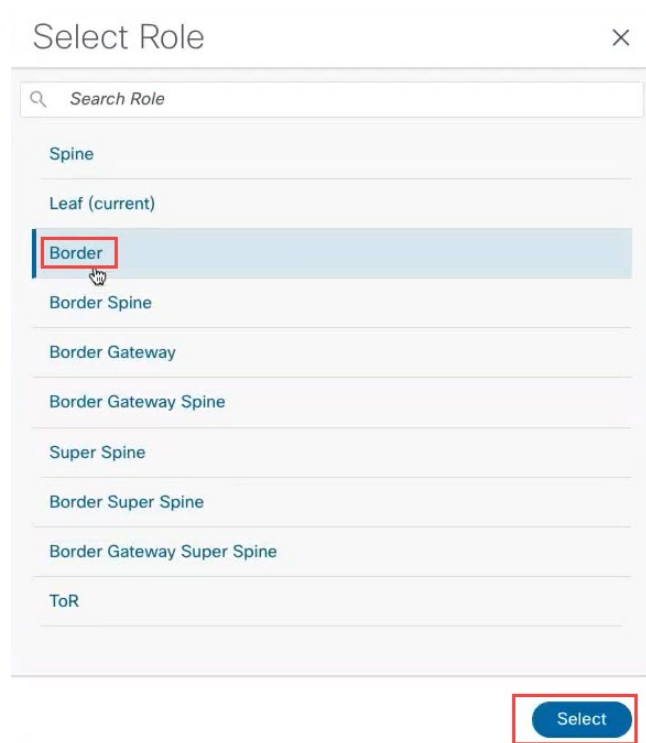 Select Role
Search Role
Spine
Leaf (current)
Border
Border Spine
Border Gateway
Border Gateway Spine
Super Spine
Border Super Spine
Border Gateway Super Spine
ToR
Select